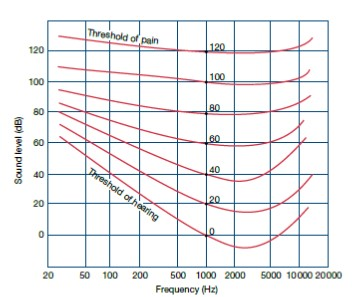 Threshold of pain
120
120
100
100
80
80
60
60
40
40
20
20
0
0
Threshold of hearing
Sound level (dB)
20 50 100 200 500 1000 2000 5000 10000 20000
Frequency (Hz)